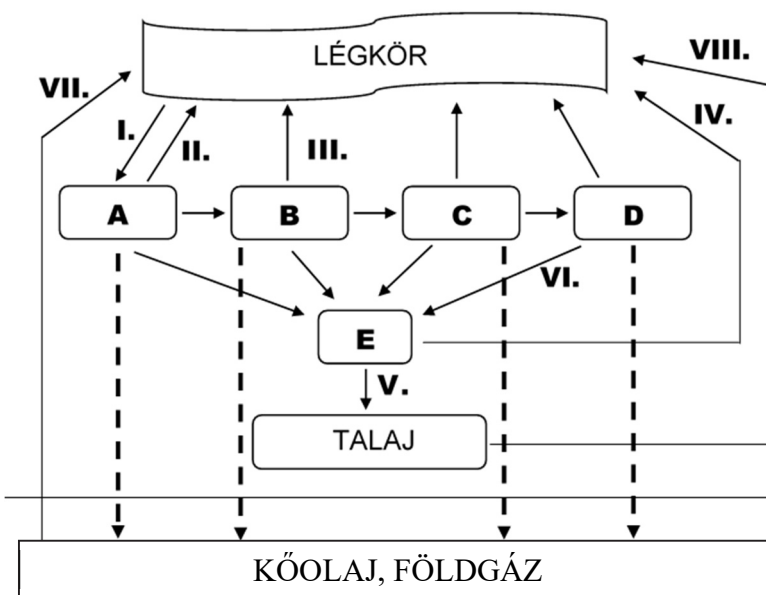 LÉGKÖR
VIII.
VII.
IV.
I.
II.
III.
A
B
C
D
VI.
E
V.
TALAJ
KŐOLAJ, FÖLDGÁZ